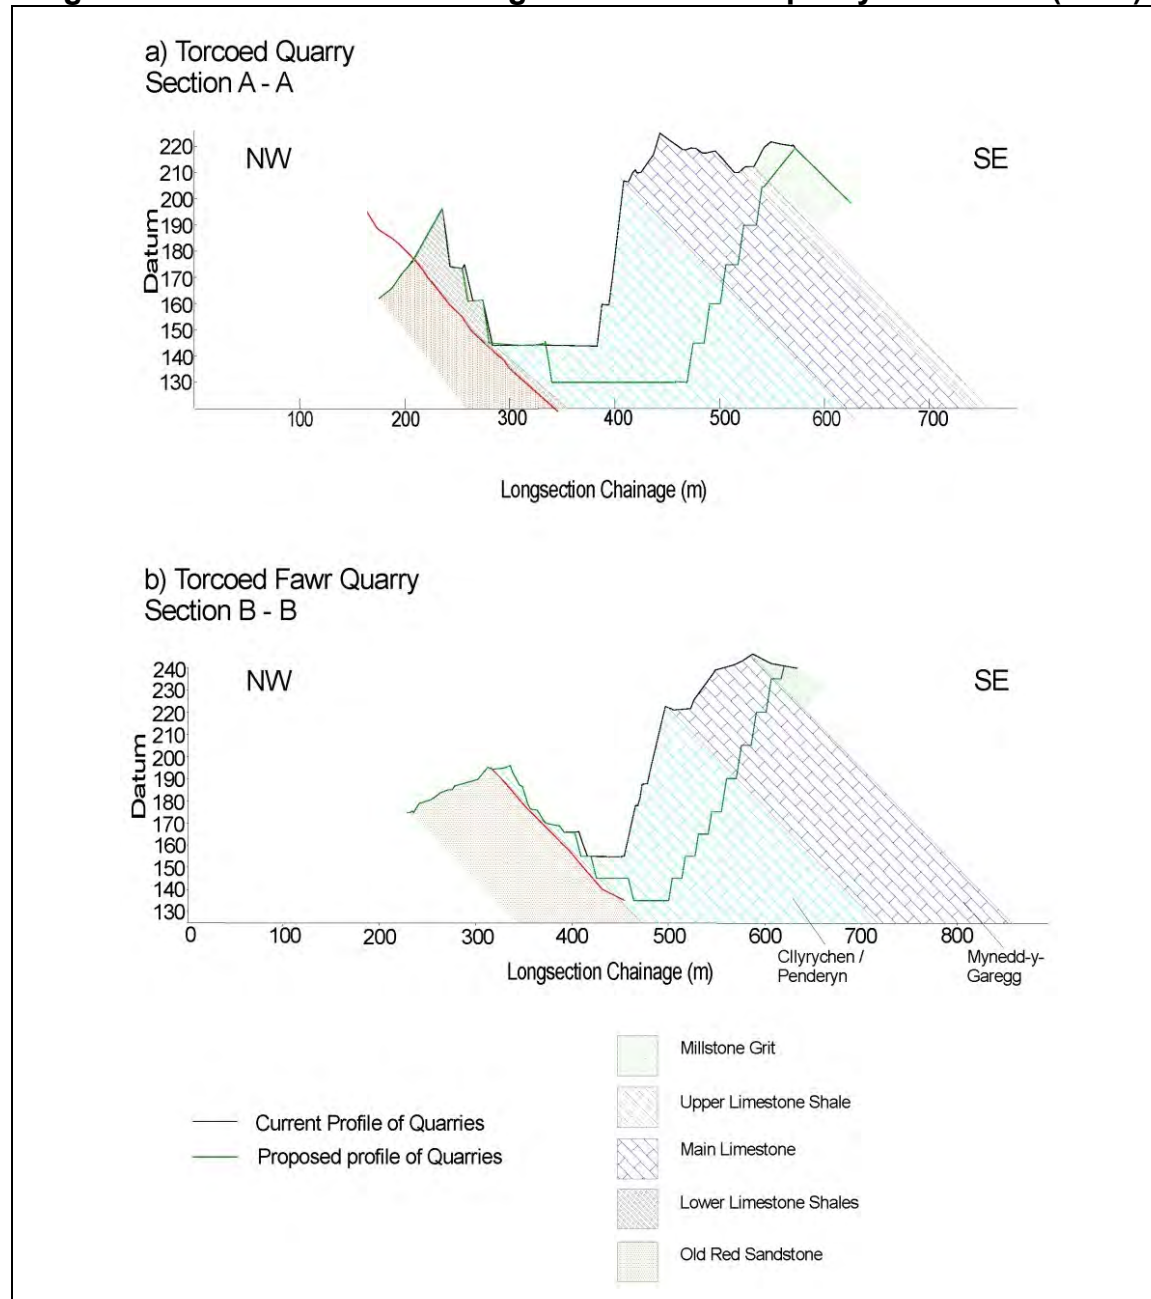 a) Torcoed Quarry
Section A - A
NW
SE
Datum
220
210
200
190
180
170
160
150
140
130
100 200 300 400 500 600 700
Longsection Chainage (m)
b) Torcoed Fawr Quarry
Section B - B
NW
SE
Datum
240
230
220
210
200
190
180
170
160
150
140
130
0 100 200 300 400 500 600 700 800
Longsection Chainage (m)
Cllyrychen /
Penderyn
Mynedd-y-
Garegg
Current Profile of Quarries
Proposed profile of Quarries
Millstone Grit
Upper Limestone Shale
Main Limestone
Lower Limestone Shales
Old Red Sandstone